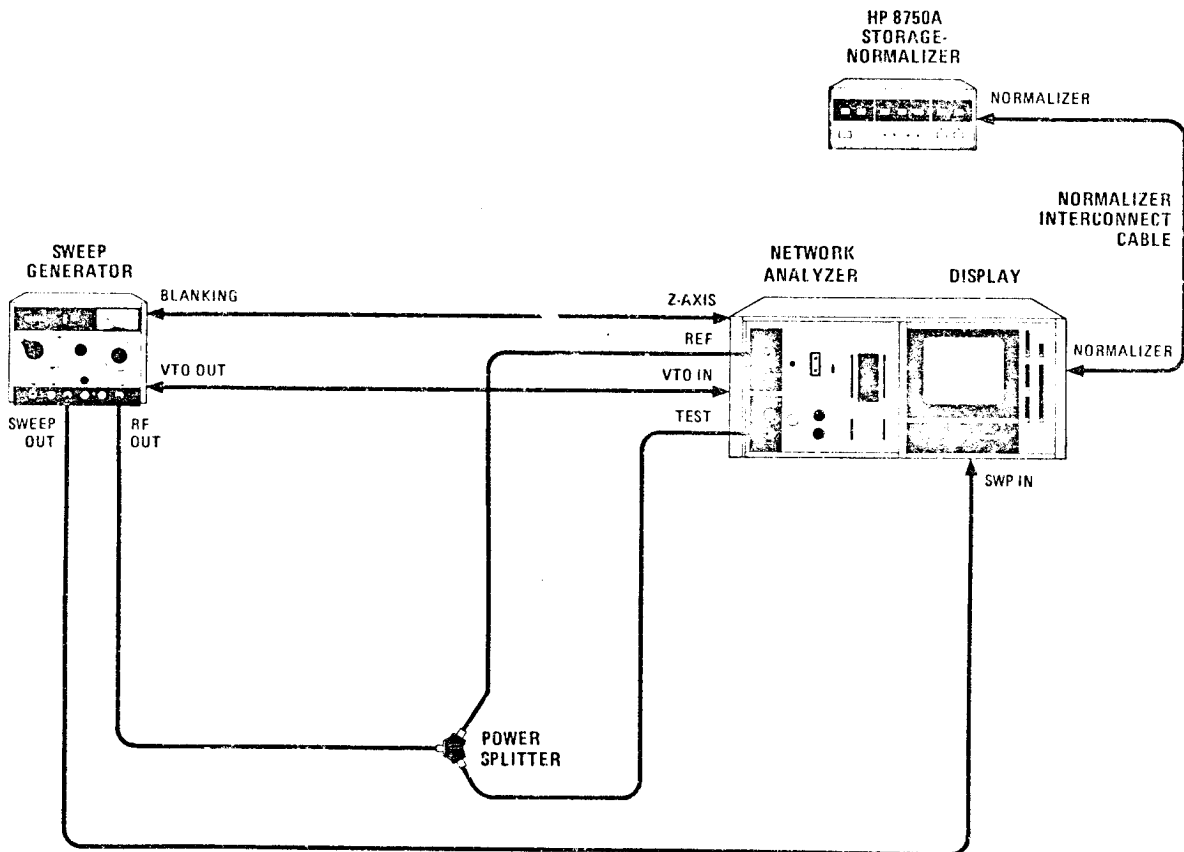 HP 8750A
STORAGE-
NORMALIZER
NORMALIZER
NORMALIZER
INTERCONNECT
CABLE
SWEEP
GENERATOR
NETWORK
ANALYZER
DISPLAY
BLANKING
Z-AXIS
REF
NORMALIZER
VTO OUT
VTO IN
TEST
SWEEP
OUT
RF
OUT
SWP IN
POWER
SPLITTER